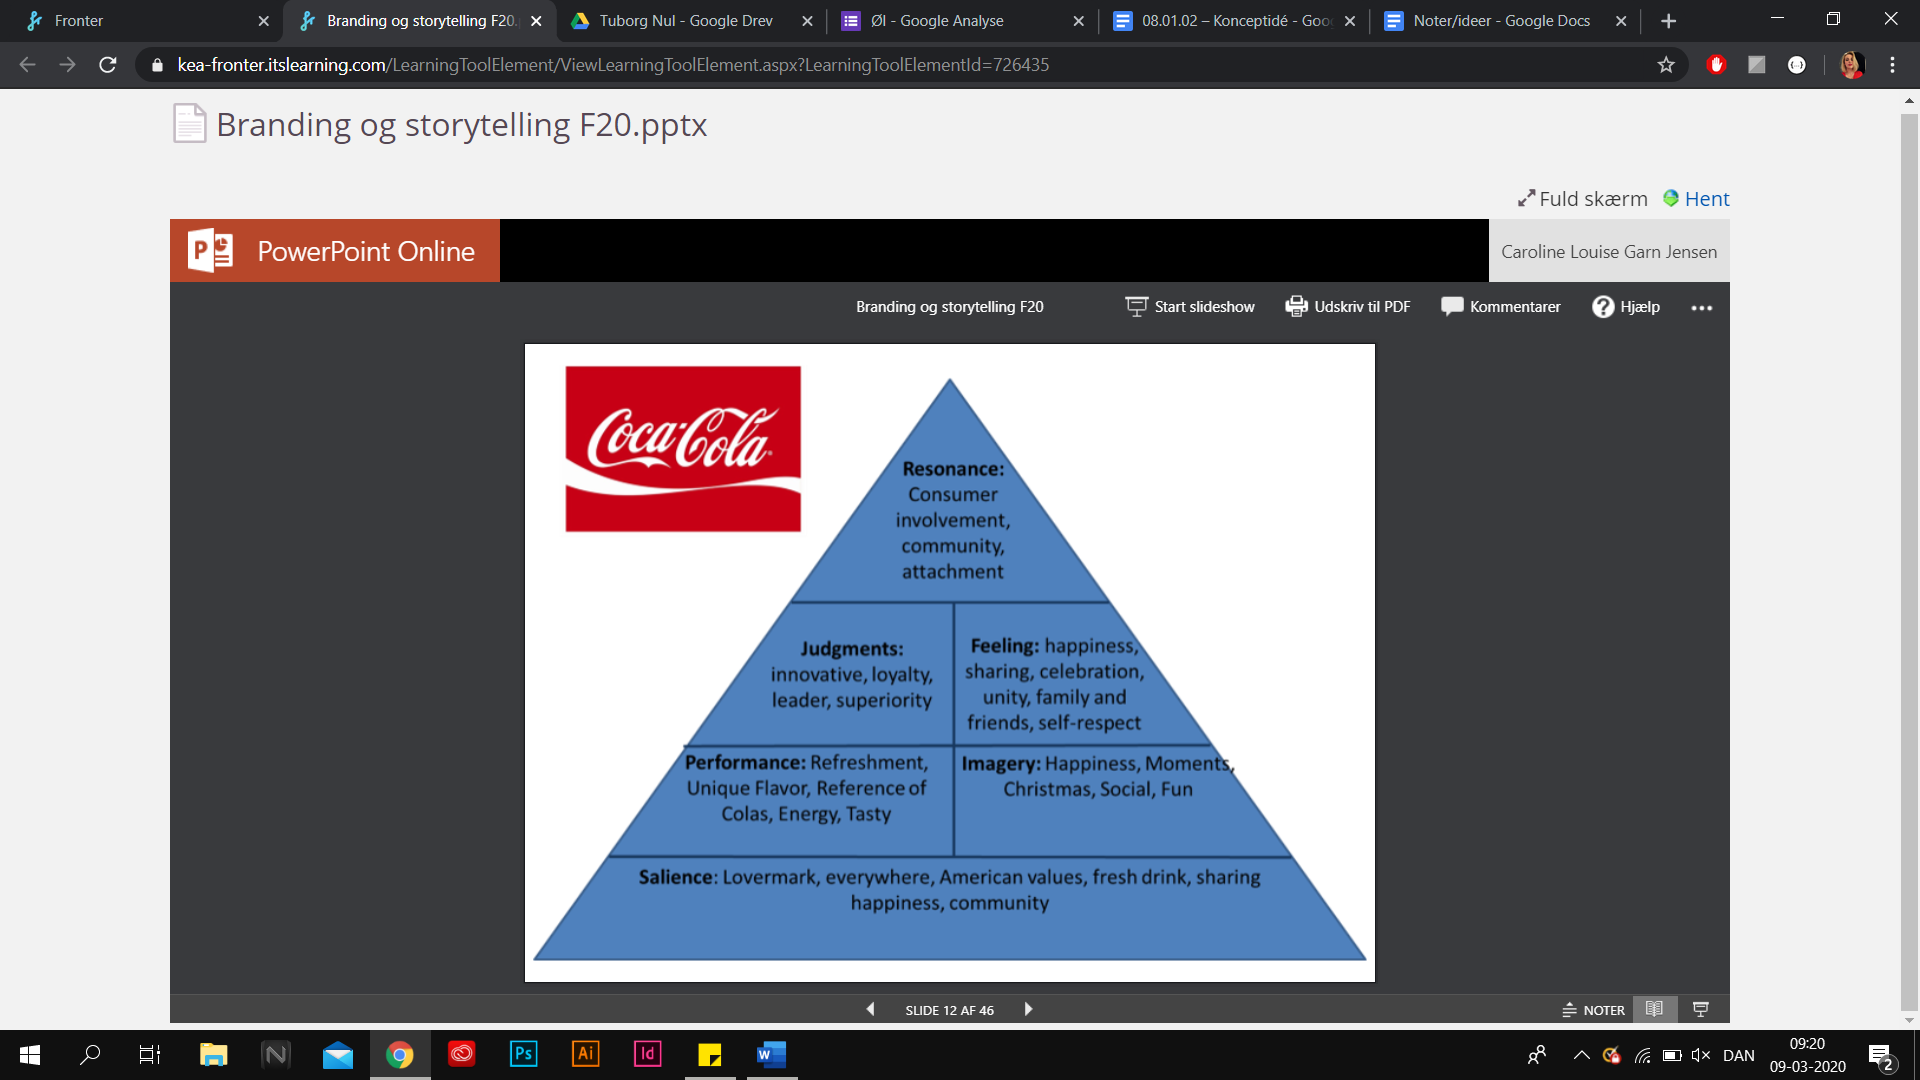 Fronter
Branding og storytelling F20.
Tuborg Nul - Google Drev
Øl - Google Analyse
08.01.02 – Konceptidé - Goo
Noter/ideer - Google Docs
kea-fronter.itslearning.com/LearningToolElement/ViewLearningToolElement.aspx?LearningToolElementId=726435
Branding og storytelling F20.pptx
Fuld skærm
Hent
PowerPoint Online
Caroline Louise Garn Jensen
Branding og storytelling F20
Start slideshow
Udskriv til PDF
Kommentarer
Hjælp
Coca-Cola
Resonance:
Consumer
involvement,
community,
attachment
Judgments:
innovative, loyalty,
leader, superiority
Feeling: happiness,
sharing, celebration,
unity, family and
friends, self-respect
Performance: Refreshment,
Unique Flavor, Reference of
Colas, Energy, Tasty
Imagery: Happiness, Moments,
Christmas, Social, Fun
Salience: Lovermark, everywhere, American values, fresh drink, sharing
happiness, community
SLIDE 12 AF 46
NOTER
Ps
Ai
Id
DAN
09:20
09-03-2020
2